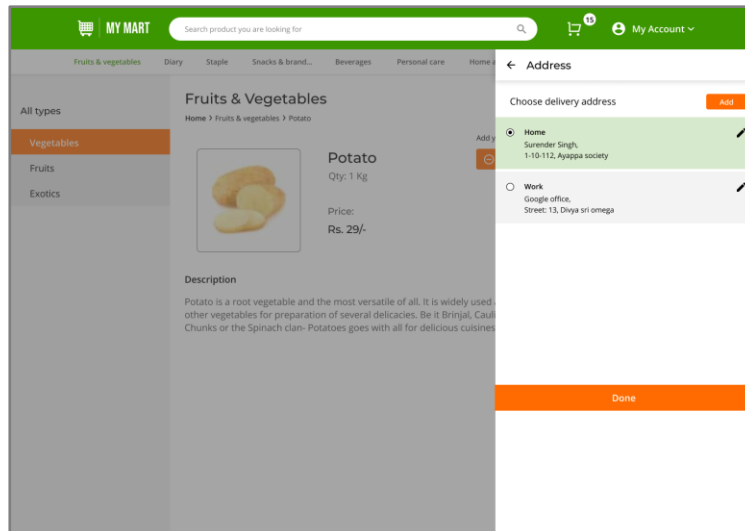 MY MART
Search product you are looking for
15
My Account
Fruits & vegetables
Diary
Staple
Snacks & brand...
Beverages
Personal care
Home
All types
Vegetables
Fruits
Exotics
Fruits & Vegetables
Home > Fruits & vegetables > Potato
Potato
Qty: 1 Kg
Price:
Rs. 29/-
Add
Description
Potato is a root vegetable and the most versatile of all. It is widely used
other vegetables for preparation of several delicacies. Be it Brinjal, Cauli
Chunks or the Spinach clan- Potatoes goes with all for delicious cuisines
Address
Choose delivery address
Add
Home
Surender Singh,
1-10-112, Ayappa society
Work
Google office,
Street: 13, Divya sri omega
Done